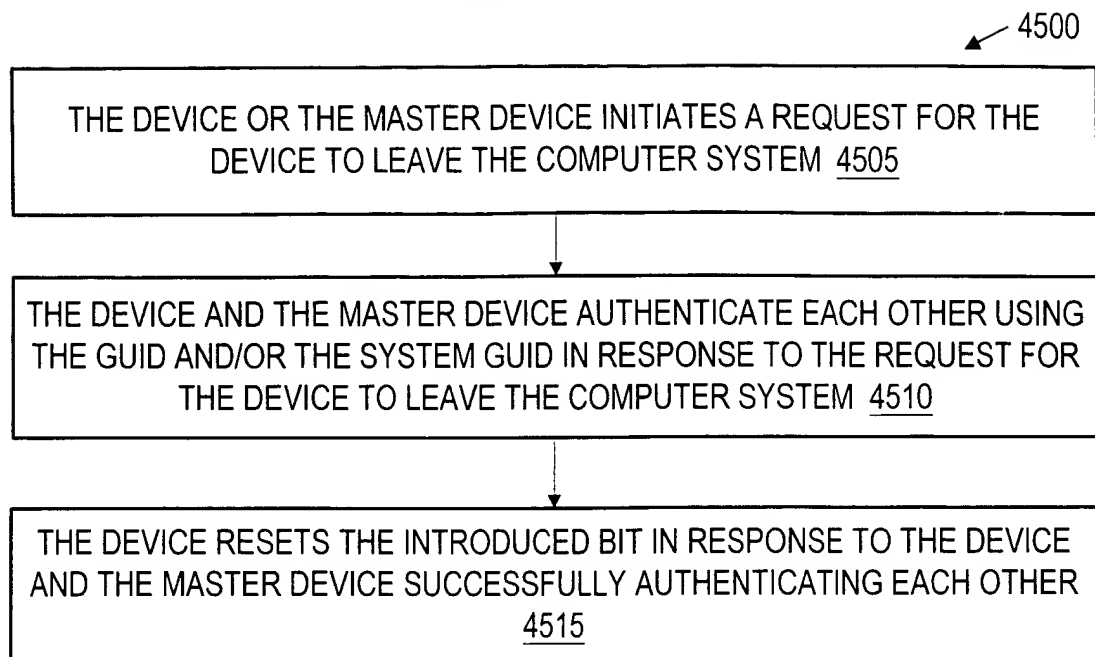 4500
THE DEVICE OR THE MASTER DEVICE INITIATES A REQUEST FOR THE
DEVICE TO LEAVE THE COMPUTER SYSTEM 4505
THE DEVICE AND THE MASTER DEVICE AUTHENTICATE EACH OTHER USING
THE GUID AND/OR THE SYSTEM GUID IN RESPONSE TO THE REQUEST FOR
THE DEVICE TO LEAVE THE COMPUTER SYSTEM 4510
THE DEVICE RESETS THE INTRODUCED BIT IN RESPONSE TO THE DEVICE
AND THE MASTER DEVICE SUCCESSFULLY AUTHENTICATING EACH OTHER
4515